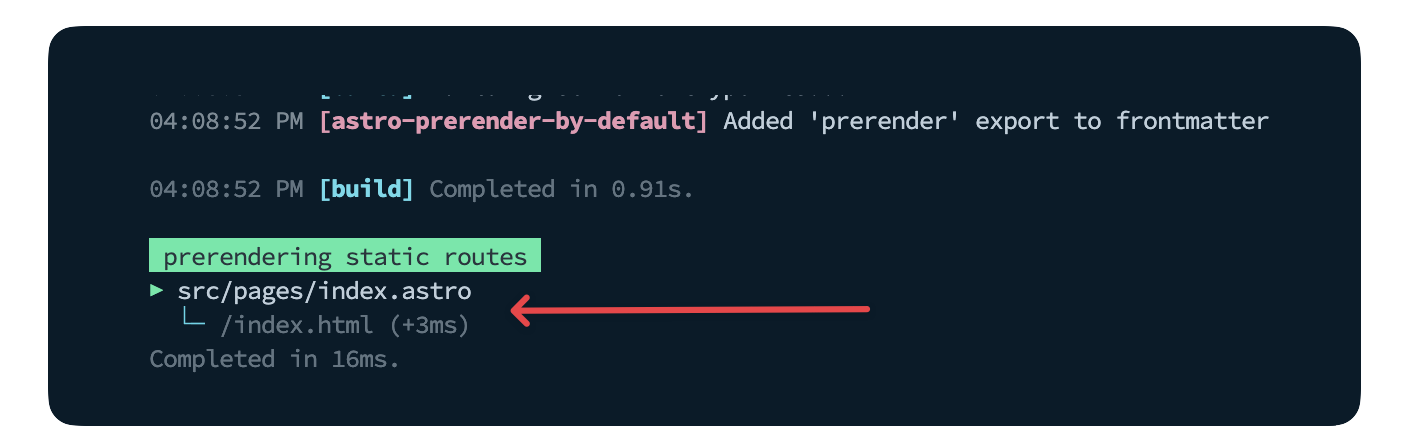 04:08:52 PM [astro-prerender-by-default] Added 'prerender' export to frontmatter
04:08:52 PM [build] Completed in 0.91s.
prerendering static routes
▶ src/pages/index.astro
└─ /index.html (+3ms)
Completed in 16ms.